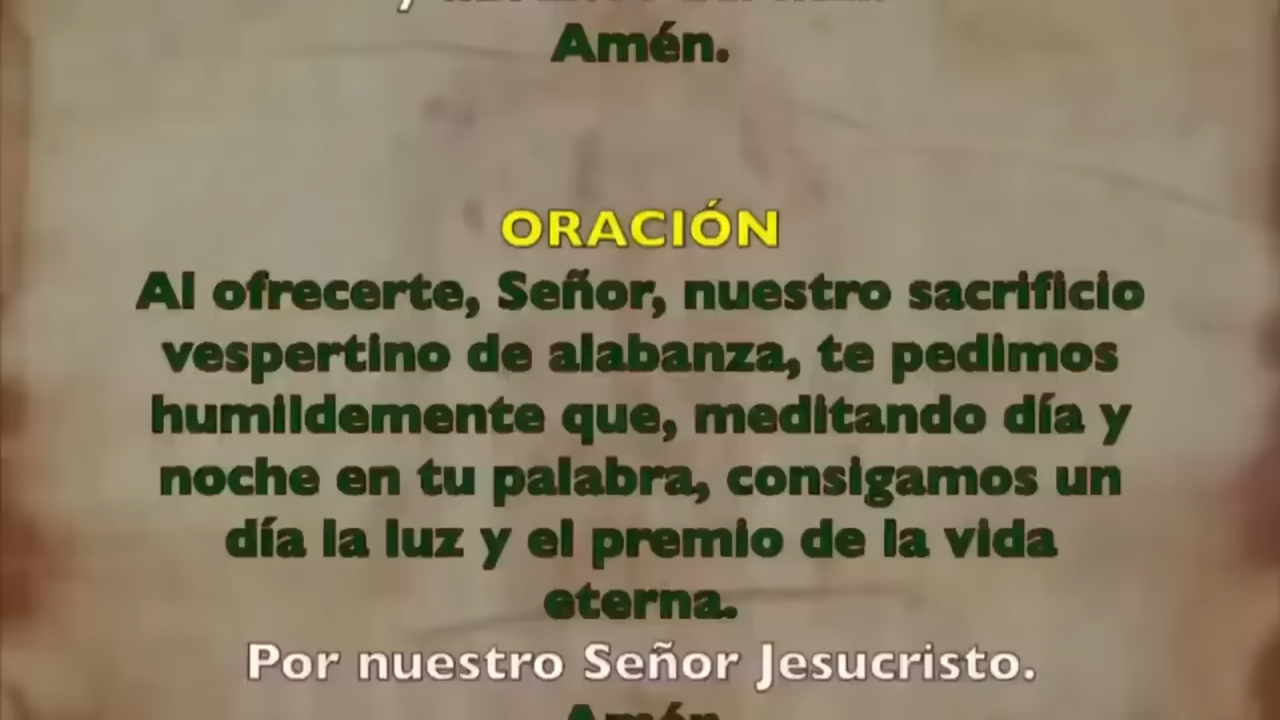 Amén.
ORACIÓN
Al ofrecerte, Señor, nuestro sacrificio
vespertino de alabanza, te pedimos
humildemente que, meditando día y
noche en tu palabra, consigamos un
día la luz y el premio de la vida
eterna.
Por nuestro Señor Jesucristo.
Amén.